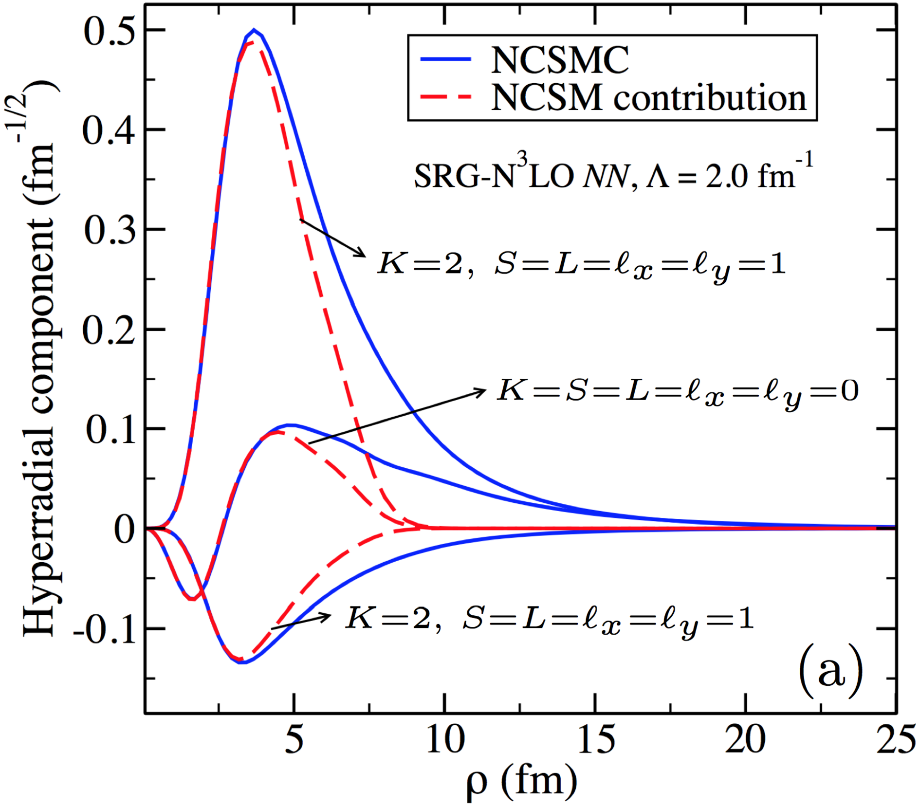 NCSMC
NCSM contribution
SRG-N³LO NN, Λ = 2.0 fm⁻¹
K=2, S=L=ℓx=ℓy=1
K=S=L=ℓx=ℓy=0
K=2, S=L=ℓx=ℓy=1
(a)
Hyperradial component (fm⁻¹/²)
0.5
0.4
0.3
0.2
0.1
0
-0.1
5
10
15
20
25
ρ (fm)